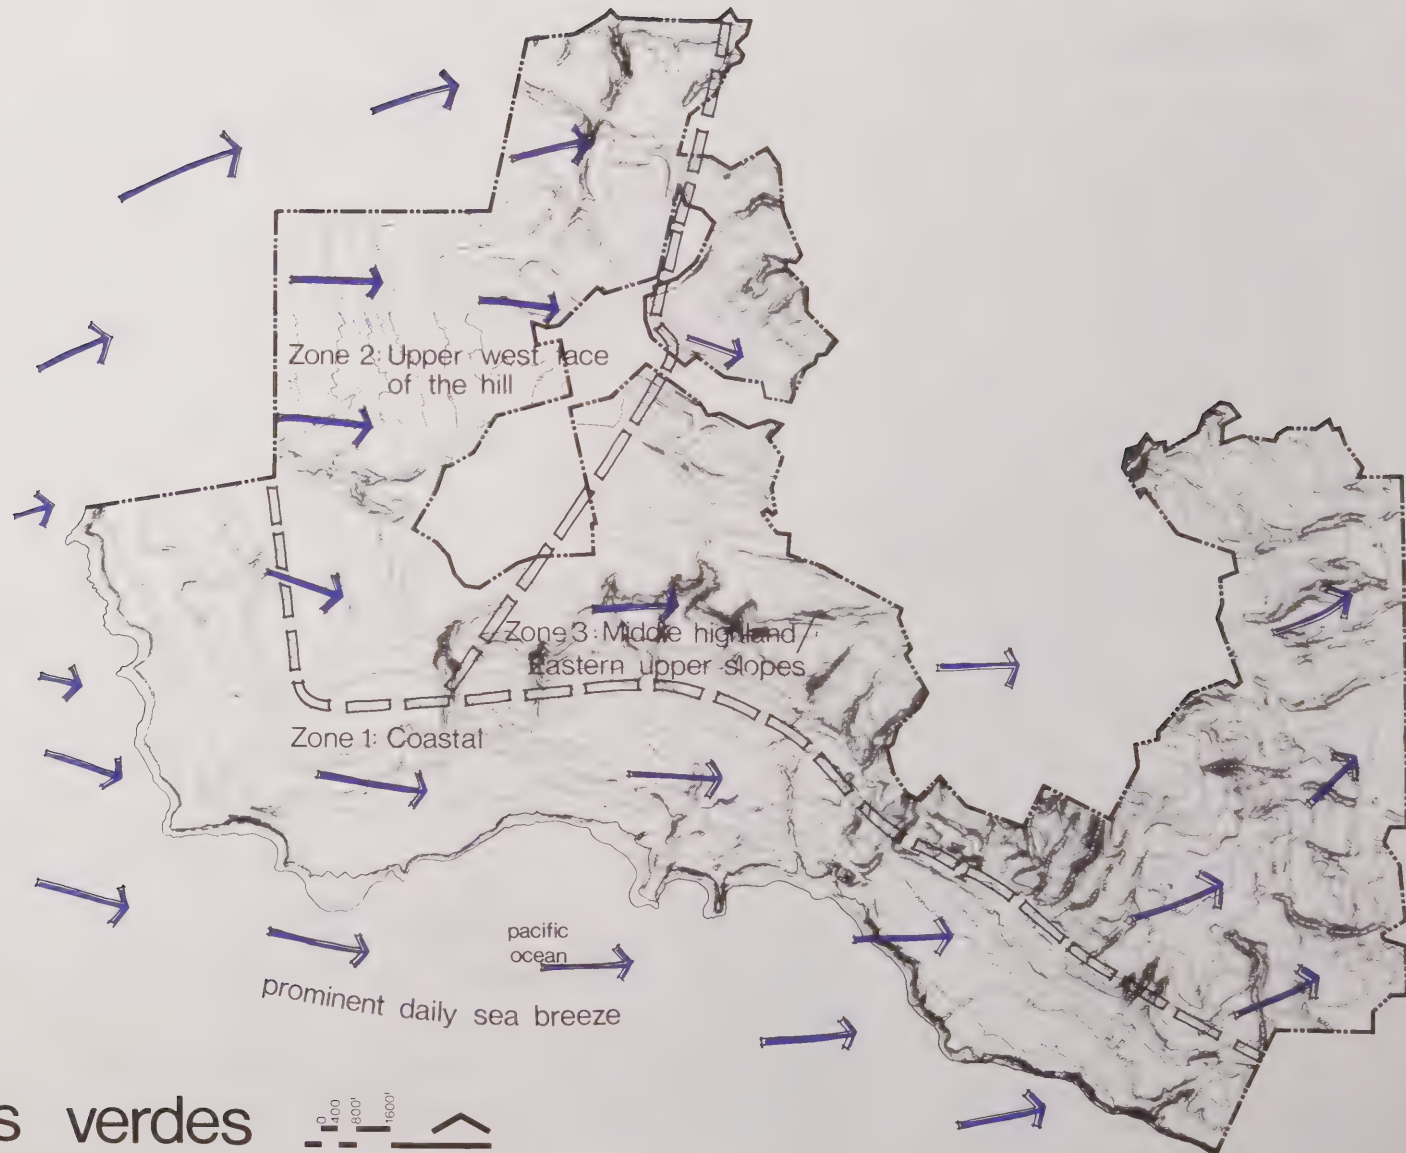 Zone 2: Upper west face
of the hill
Zone 3: Middle highland/
Eastern upper slopes
Zone 1: Coastal
pacific
ocean
prominent daily sea breeze
s verdes
0
400
800'
1600'